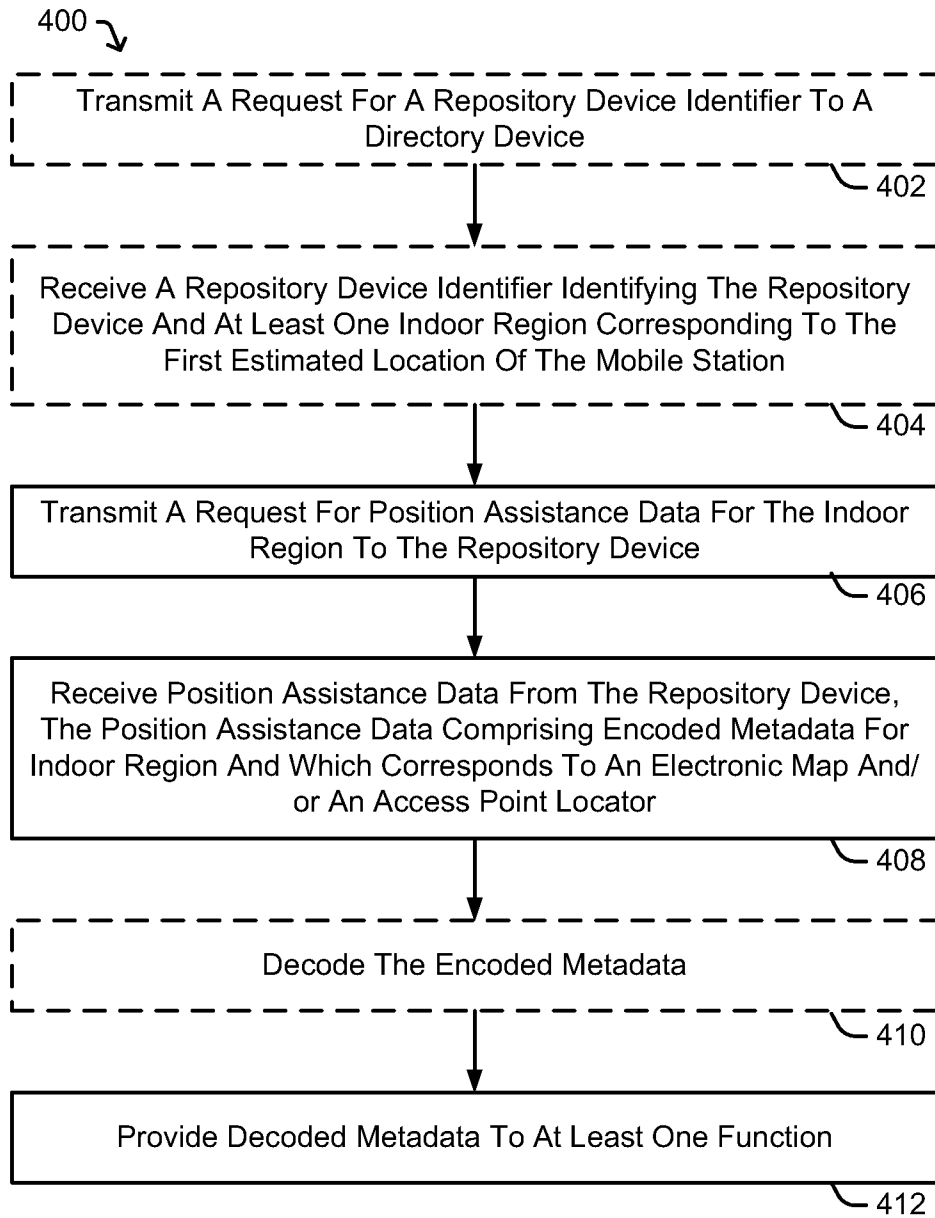 400
Transmit A Request For A Repository Device Identifier To A
Directory Device
402
Receive A Repository Device Identifier Identifying The Repository
Device And At Least One Indoor Region Corresponding To The
First Estimated Location Of The Mobile Station
404
Transmit A Request For Position Assistance Data For The Indoor
Region To The Repository Device
406
Receive Position Assistance Data From The Repository Device,
The Position Assistance Data Comprising Encoded Metadata For
Indoor Region And Which Corresponds To An Electronic Map And/
or An Access Point Locator
408
Decode The Encoded Metadata
410
Provide Decoded Metadata To At Least One Function
412